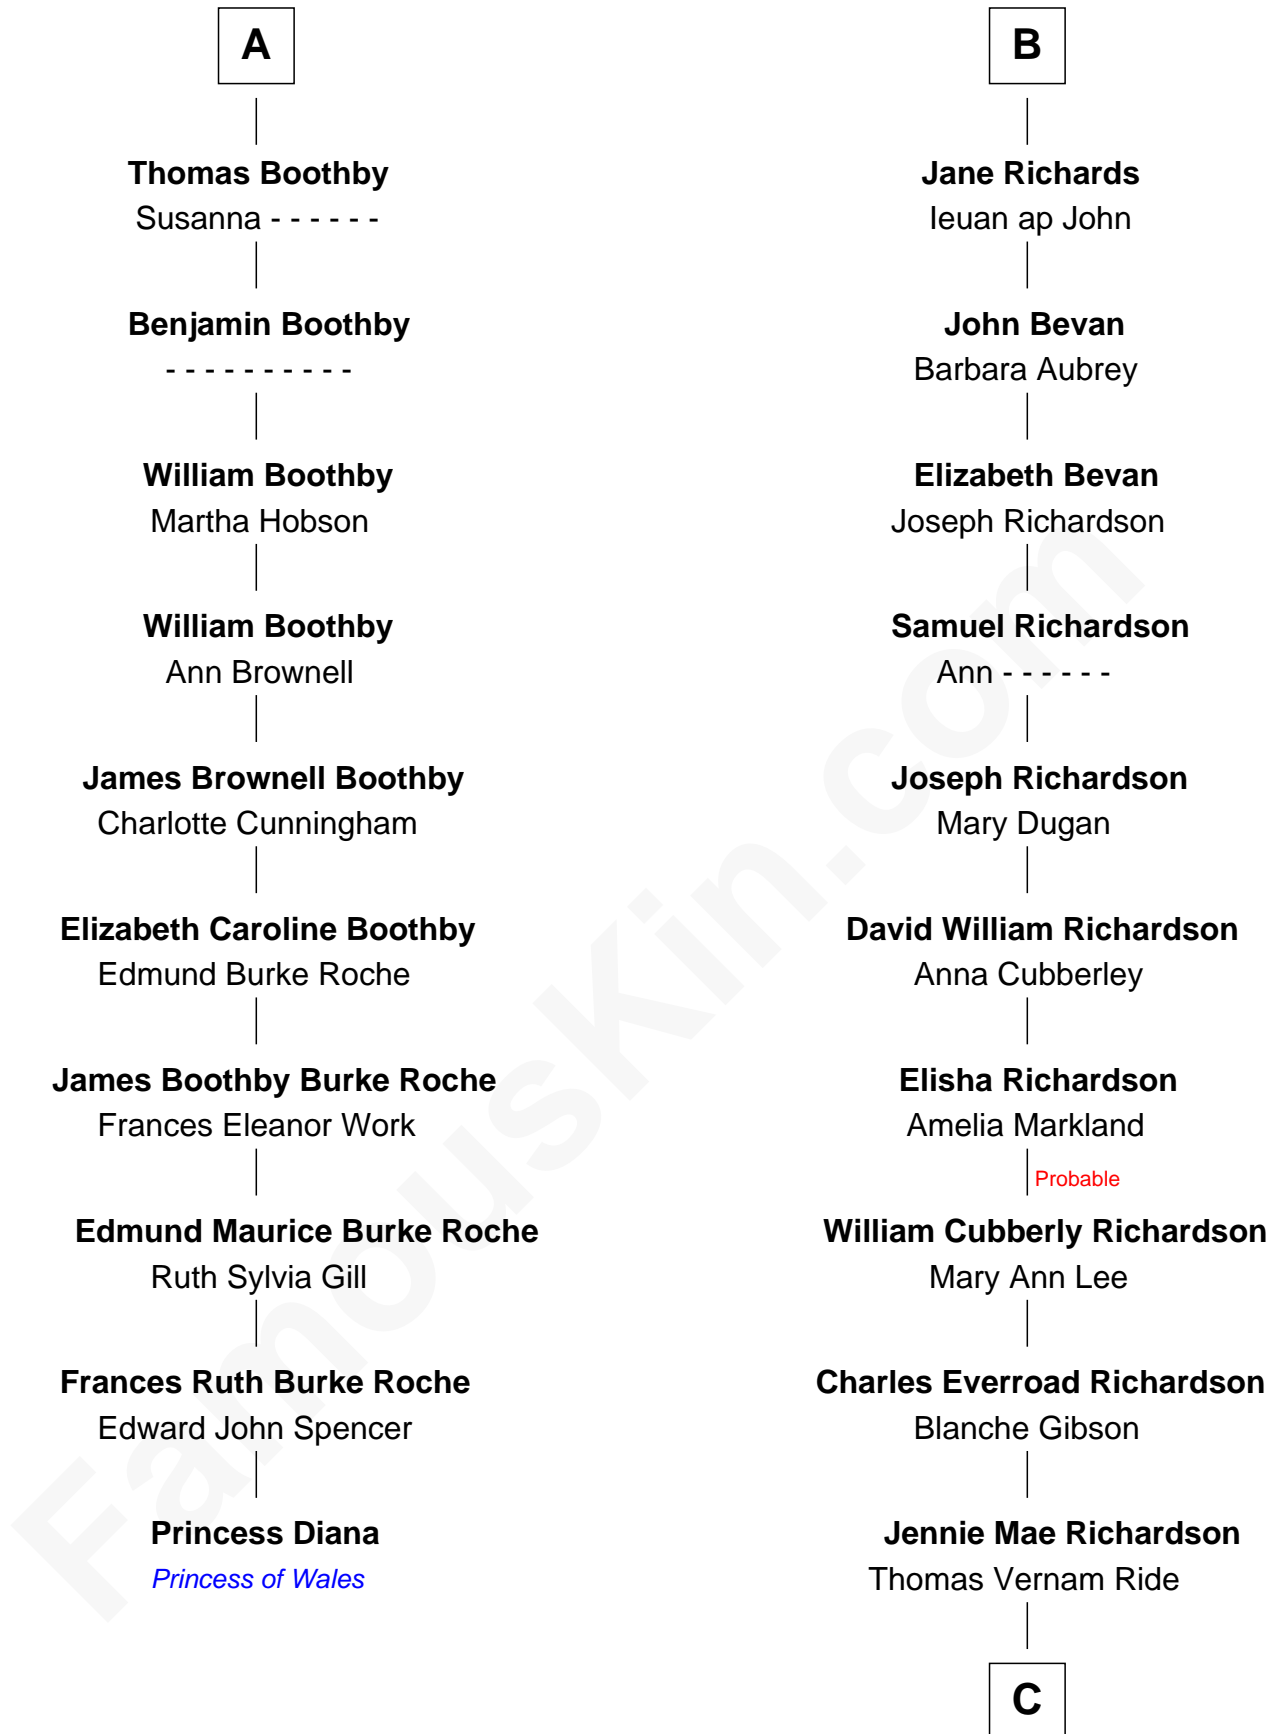 A
Thomas Boothby
Susanna - - - - - -
Benjamin Boothby
- - - - - - - - - -
William Boothby
Martha Hobson
William Boothby
Ann Brownell
James Brownell Boothby
Charlotte Cunningham
Elizabeth Caroline Boothby
Edmund Burke Roche
James Boothby Burke Roche
Frances Eleanor Work
Edmund Maurice Burke Roche
Ruth Sylvia Gill
Frances Ruth Burke Roche
Edward John Spencer
Princess Diana
Princess of Wales
B
Jane Richards
Ieuan ap John
John Bevan
Barbara Aubrey
Elizabeth Bevan
Joseph Richardson
Samuel Richardson
Ann - - - - - -
Joseph Richardson
Mary Dugan
David William Richardson
Anna Cubberley
Elisha Richardson
Amelia Markland
Probable
William Cubberly Richardson
Mary Ann Lee
Charles Everroad Richardson
Blanche Gibson
Jennie Mae Richardson
Thomas Vernam Ride
C
FamousKin.com